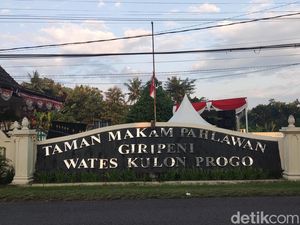 TAMAN MAKAM PAHLAWAN
GIRIPENI
WATES KULON PROGO
detikcom